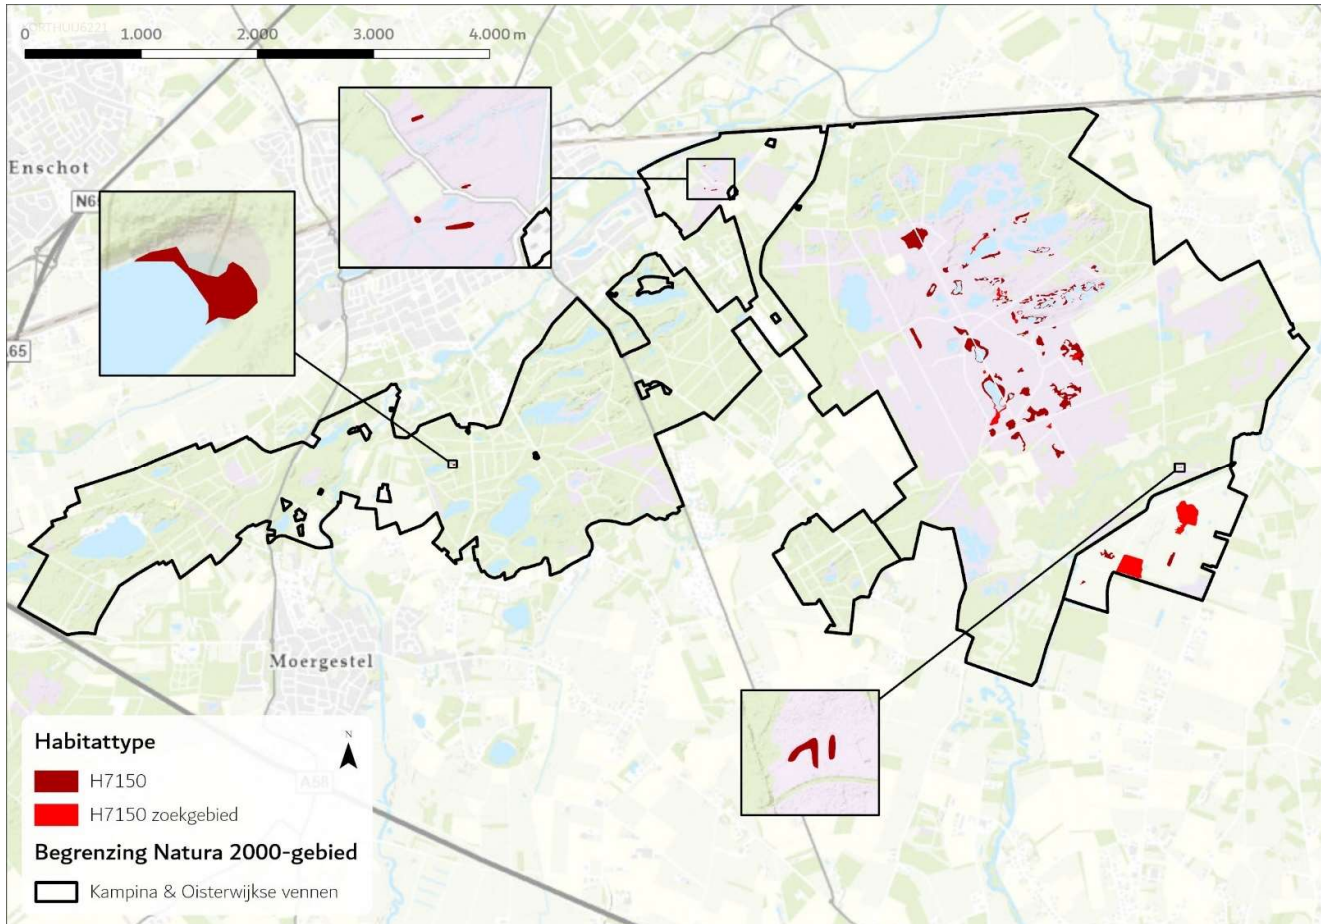 0 1.000 2.000 3.000 4.000 m
Enschot
N65
A65
Moergestel
A58
Habitattype
N
H7150
H7150 zoekgebied
Begrenzing Natura 2000-gebied
Kampina & Oisterwijkse vennen